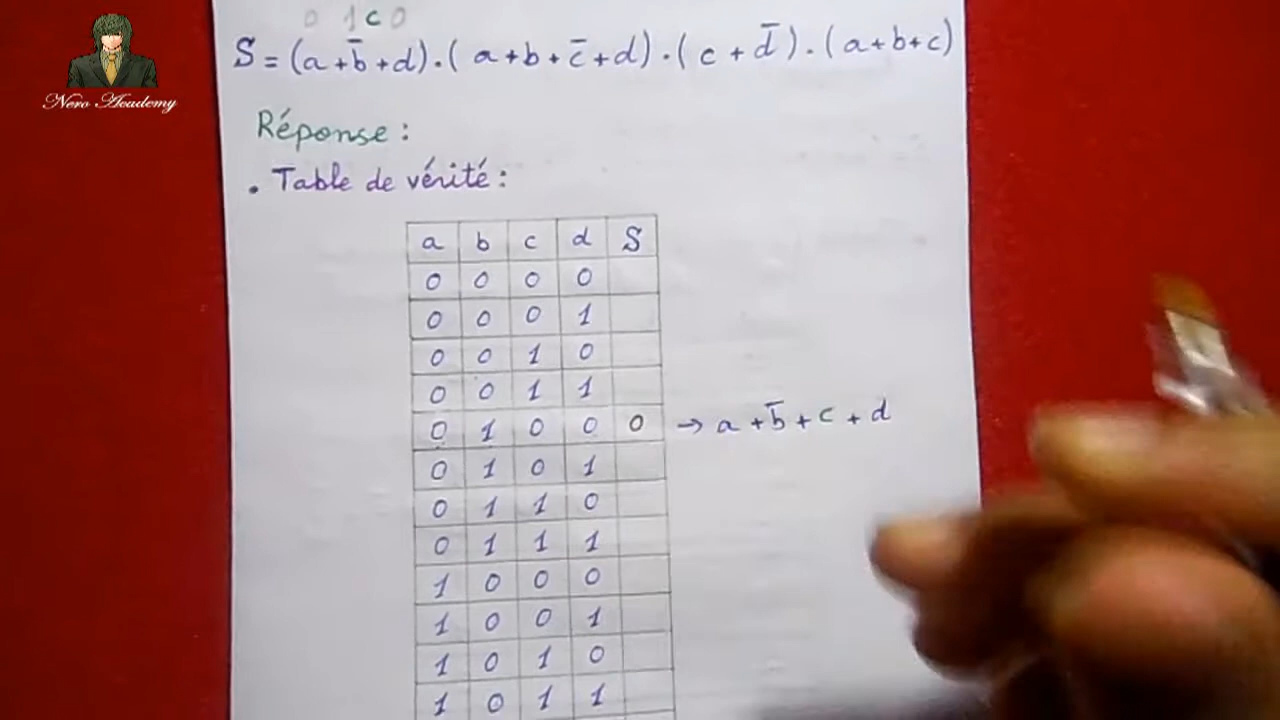 0 1 c 0
S = (a + b̅ + d) . ( a + b + c̅ + d ) . ( c + d̅ ) . ( a + b + c )
Nero Academy
Réponse :
. Table de vérité :
a b c d S
0 0 0 0
0 0 0 1
0 0 1 0
0 0 1 1
0 1 0 0 0 → a + b̅ + c + d
0 1 0 1
0 1 1 0
0 1 1 1
1 0 0 0
1 0 0 1
1 0 1 0
1 0 1 1